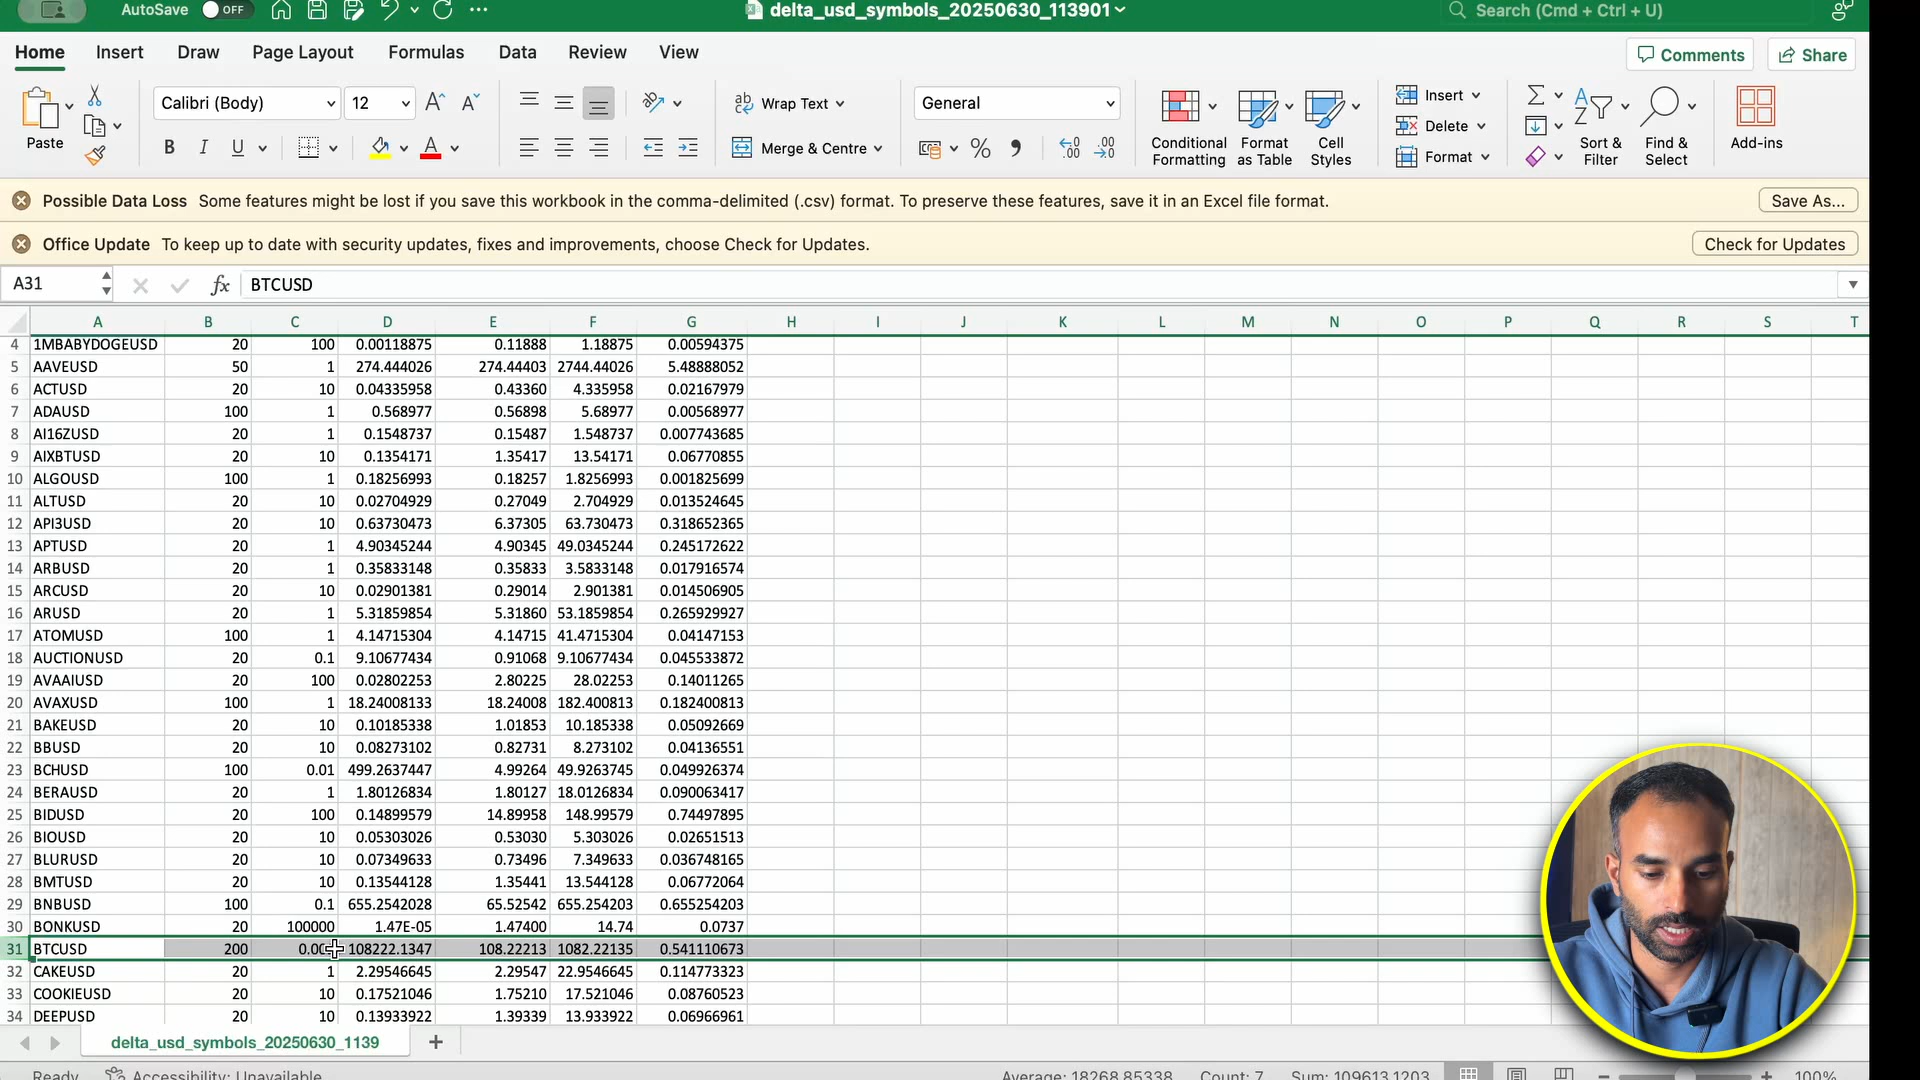 AutoSave OFF delta_usd_symbols_20250630_113901 Search (Cmd + Ctrl + U)
Home Insert Draw Page Layout Formulas Data Review View Comments Share
Calibri (Body) 12 Wrap Text General Insert
Paste Merge & Centre Conditional Formatting Format as Table Cell Styles Delete Format Sort & Filter Find & Select Add-ins
Possible Data Loss Some features might be lost if you save this workbook in the comma-delimited (.csv) format. To preserve these features, save it in an Excel file format. Save As...
Office Update To keep up to date with security updates, fixes and improvements, choose Check for Updates. Check for Updates
A31 fx BTCUSD
A B C D E F G H I J K L M N O P Q R S T
4 1MBABYDOGEUSD 20 100 0.00118875 0.11888 1.18875 0.00594375
5 AAVEUSD 50 1 274.444026 274.44403 2744.44026 5.48888052
6 ACTUSD 20 10 0.04335958 0.43360 4.335958 0.02167979
7 ADAUSD 100 1 0.568977 0.56898 5.68977 0.00568977
8 AI16ZUSD 20 1 0.1548737 0.15487 1.548737 0.007743685
9 AIXBTUSD 20 10 0.1354171 1.35417 13.54171 0.06770855
10 ALGOUSD 100 1 0.18256993 0.18257 1.8256993 0.001825699
11 ALTUSD 20 10 0.02704929 0.27049 2.704929 0.013524645
12 API3USD 20 10 0.63730473 6.37305 63.730473 0.318652365
13 APTUSD 20 1 4.90345244 4.90345 49.0345244 0.245172622
14 ARBUSD 20 1 0.35833148 0.35833 3.5833148 0.017916574
15 ARCUSD 20 10 0.02901381 0.29014 2.901381 0.014506905
16 ARUSD 20 1 5.31859854 5.31860 53.1859854 0.265929927
17 ATOMUSD 100 1 4.14715304 4.14715 41.4715304 0.04147153
18 AUCTIONUSD 20 0.1 9.10677434 0.91068 9.10677434 0.045533872
19 AVAAIUSD 20 100 0.02802253 2.80225 28.02253 0.14011265
20 AVAXUSD 100 1 18.24008133 18.24008 182.400813 0.182400813
21 BAKEUSD 20 10 0.10185338 1.01853 10.185338 0.05092669
22 BBUSD 20 10 0.08273102 0.82731 8.273102 0.04136551
23 BCHUSD 100 0.01 499.2637447 4.99264 49.9263745 0.049926374
24 BERAUSD 20 1 1.80126834 1.80127 18.0126834 0.090063417
25 BIDUSD 20 100 0.14899579 14.89958 148.99579 0.74497895
26 BIOUSD 20 10 0.05303026 0.53030 5.303026 0.02651513
27 BLURUSD 20 10 0.07349633 0.73496 7.349633 0.036748165
28 BMTUSD 20 10 0.13544128 1.35441 13.544128 0.06772064
29 BNBUSD 100 0.1 655.2542028 65.52542 655.254203 0.655254203
30 BONKUSD 20 100000 1.47E-05 1.47400 14.74 0.0737
31 BTCUSD 200 108222.1347 108.22213 1082.22135 0.541110673
32 CAKEUSD 20 1 2.29546645 2.29547 22.9546645 0.114773323
33 COOKIEUSD 20 10 0.17521046 1.75210 17.521046 0.08760523
34 DEEPUSD 20 10 0.13933922 1.39339 13.933922 0.06966961
delta_usd_symbols_20250630_1139
Ready Accessibility: Unavailable Average: 18268.85338 Count: 7 Sum: 109613.1203 100%